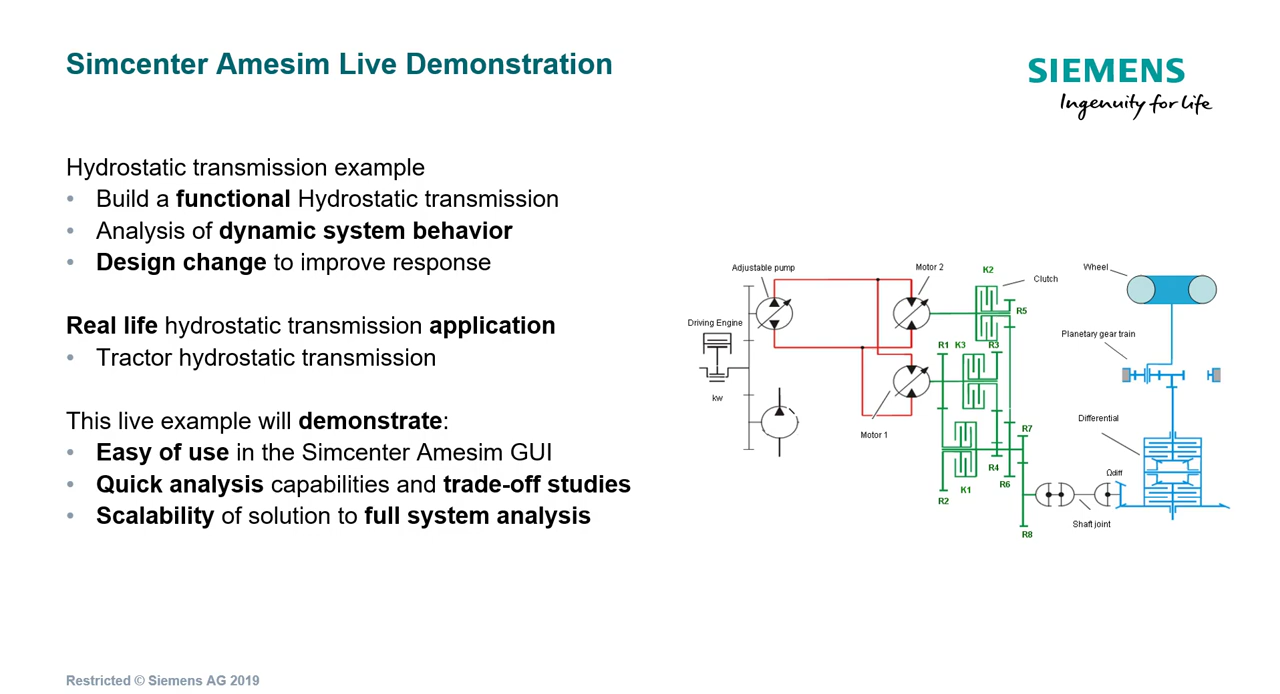 Simcenter Amesim Live Demonstration
SIEMENS
Ingenuity for life
Hydrostatic transmission example
• Build a functional Hydrostatic transmission
• Analysis of dynamic system behavior
• Design change to improve response
Real life hydrostatic transmission application
• Tractor hydrostatic transmission
This live example will demonstrate:
• Easy of use in the Simcenter Amesim GUI
• Quick analysis capabilities and trade-off studies
• Scalability of solution to full system analysis
Adjustable pump
Motor 2
K2
Clutch
Wheel
R5
Driving Engine
Planetary gear train
R1 K3 R3
kw
Motor 1
Differential
R7
R4
Ωdiff
R6
K1
R2
Shaft joint
R8
Restricted © Siemens AG 2019